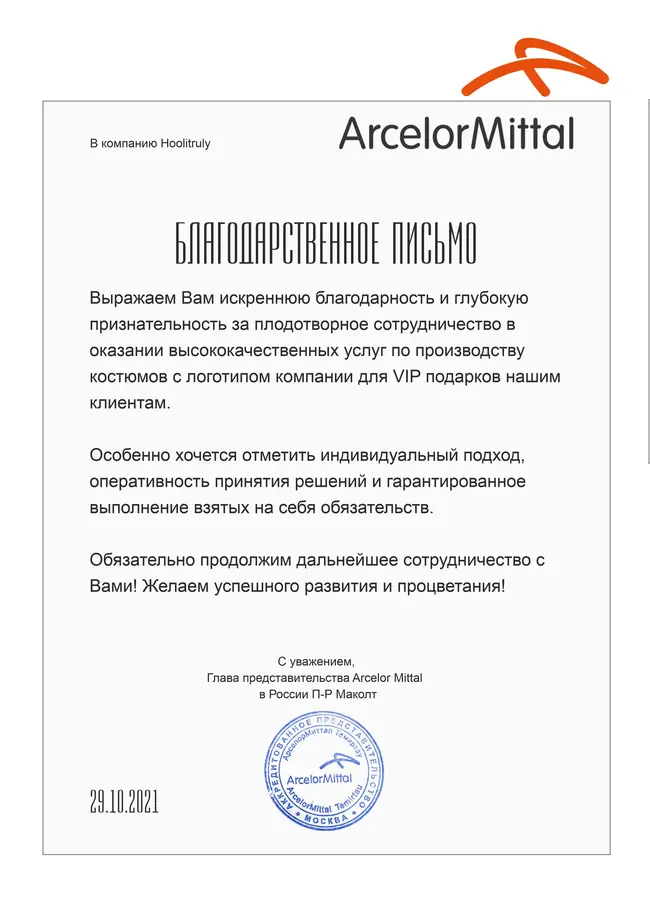 ArcelorMittal
В компанию Hoolitruly
БЛАГОДАРСТВЕННОЕ ПИСЬМО
Выражаем Вам искреннюю благодарность и глубокую
признательность за плодотворное сотрудничество в
оказании высококачественных услуг по производству
костюмов с логотипом компании для VIP подарков нашим
клиентам.
Особенно хочется отметить индивидуальный подход,
оперативность принятия решений и гарантированное
выполнение взятых на себя обязательств.
Обязательно продолжим дальнейшее сотрудничество с
Вами! Желаем успешного развития и процветания!
С уважением,
Глава представительства Arcelor Mittal
в России П-Р Маколт
АККРЕДИТОВАННОЕ ПРЕДСТАВИТЕЛЬСТВО
АрселорМиттал Темиртау
ArcelorMittal
ArcelorMittal Temirtau
МОСКВА
29.10.2021